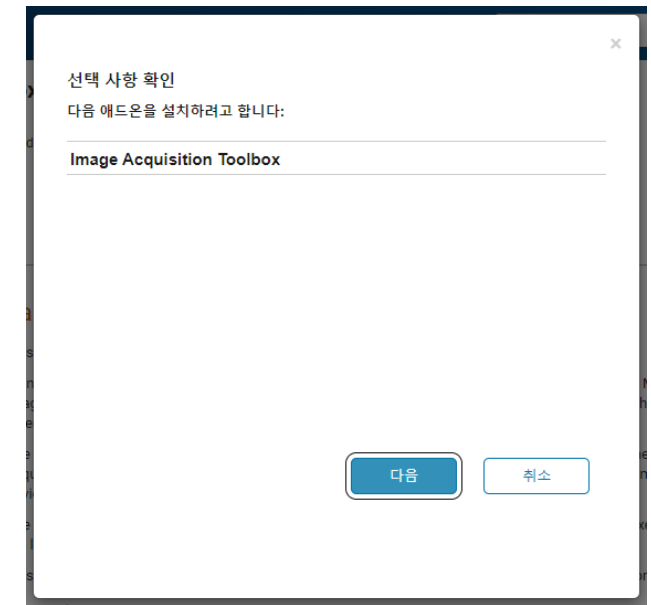 ×
선택 사항 확인
다음 애드온을 설치하려고 합니다:
Image Acquisition Toolbox
다음
취소